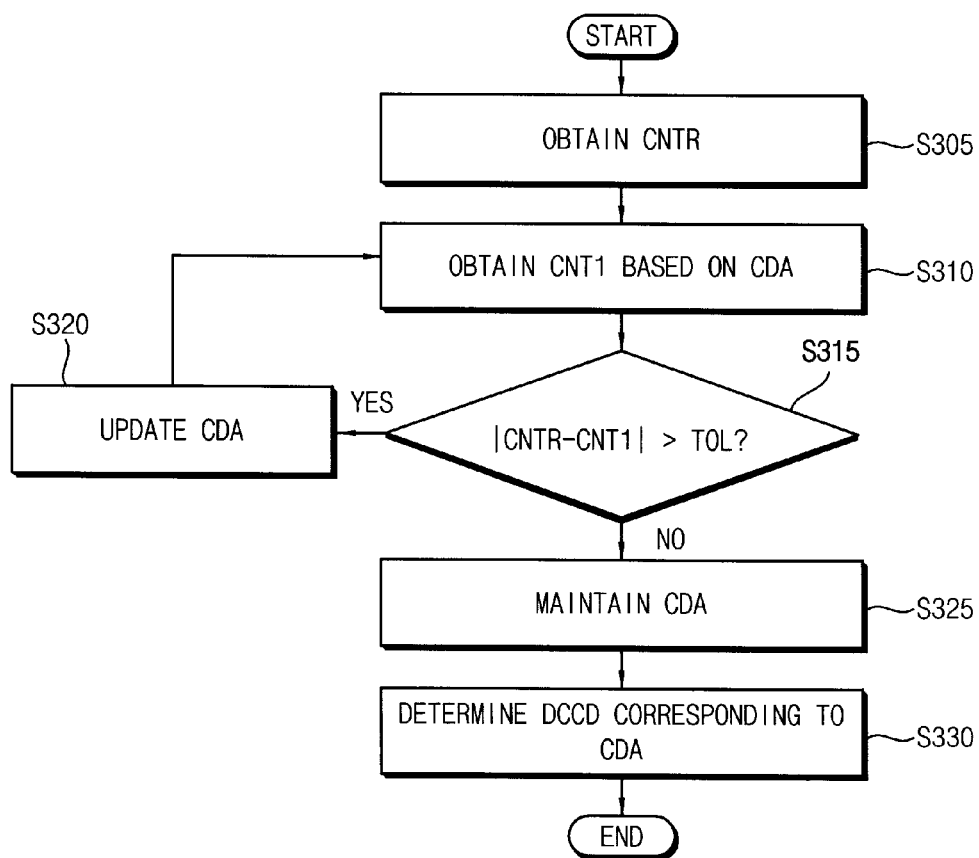 START
OBTAIN CNTR
S305
OBTAIN CNT1 BASED ON CDA
S310
S320
S315
UPDATE CDA
YES
|CNTR-CNT1| > TOL?
NO
MAINTAIN CDA
S325
DETERMINE DCCD CORRESPONDING TO
CDA
S330
END